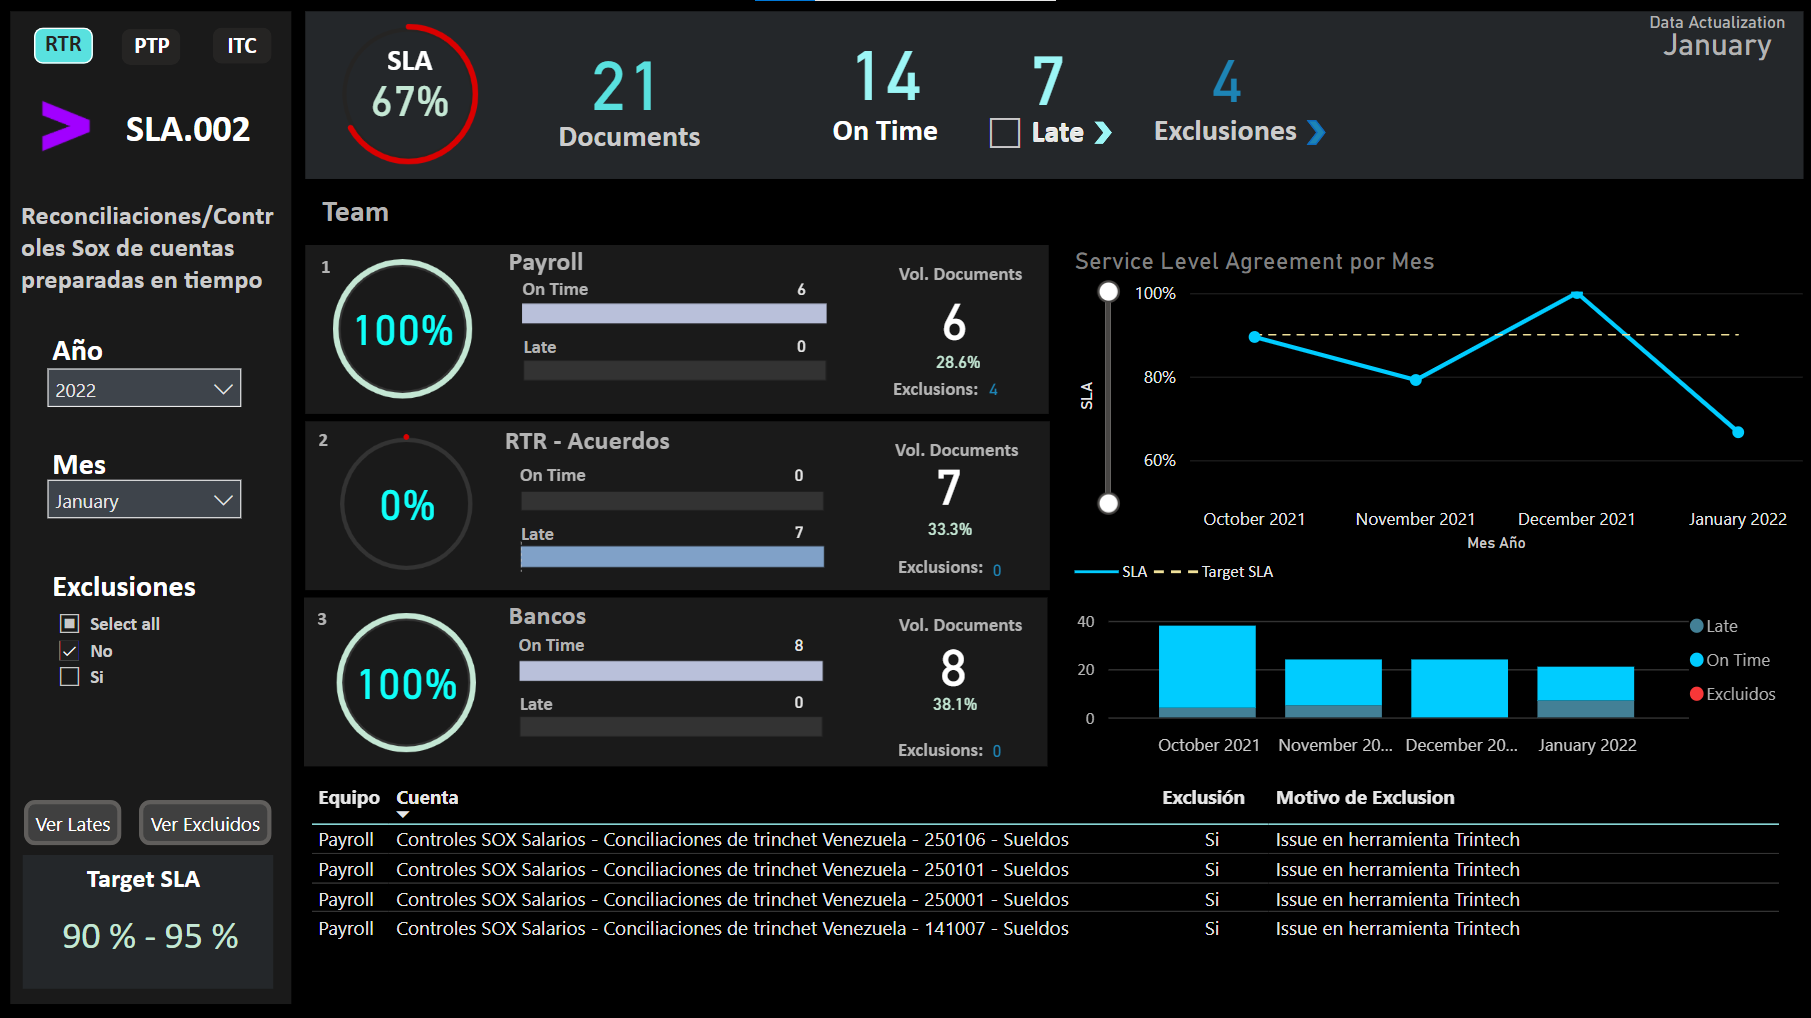 RTR
PTP
ITC
> SLA.002
Reconciliaciones/Contr
oles Sox de cuentas
preparadas en tiempo
Año
2022
Mes
January
Exclusiones
Select all
No
Si
Ver Lates
Ver Excluidos
Target SLA
90 % - 95 %
SLA
67%
21
Documents
14
On Time
7
Late
4
Exclusiones
Data Actualization
January
Team
1
100%
Payroll
On Time 6
Late 0
Vol. Documents
6
28.6%
Exclusions: 4
2
0%
RTR - Acuerdos
On Time 0
Late 7
Vol. Documents
7
33.3%
Exclusions: 0
3
100%
Bancos
On Time 8
Late 0
Vol. Documents
8
38.1%
Exclusions: 0
Service Level Agreement por Mes
SLA
100%
80%
60%
October 2021 November 2021 December 2021 January 2022
Mes Año
SLA Target SLA
40
20
0
October 2021 November 20... December 20... January 2022
Late
On Time
Excluidos
Equipo Cuenta Exclusión Motivo de Exclusion
Payroll Controles SOX Salarios - Conciliaciones de trinchet Venezuela - 250106 - Sueldos Si Issue en herramienta Trintech
Payroll Controles SOX Salarios - Conciliaciones de trinchet Venezuela - 250101 - Sueldos Si Issue en herramienta Trintech
Payroll Controles SOX Salarios - Conciliaciones de trinchet Venezuela - 250001 - Sueldos Si Issue en herramienta Trintech
Payroll Controles SOX Salarios - Conciliaciones de trinchet Venezuela - 141007 - Sueldos Si Issue en herramienta Trintech